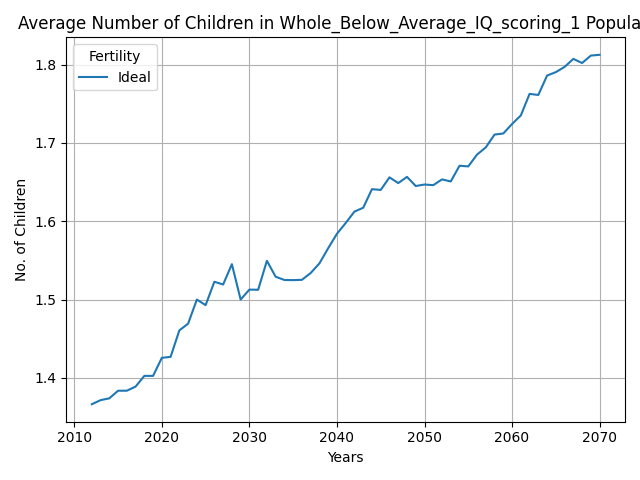 Average Number of Children in Whole_Below_Average_IQ_scoring_1 Popula
Fertility
Ideal
No. of Children
1.8
1.7
1.6
1.5
1.4
2010 2020 2030 2040 2050 2060 2070
Years